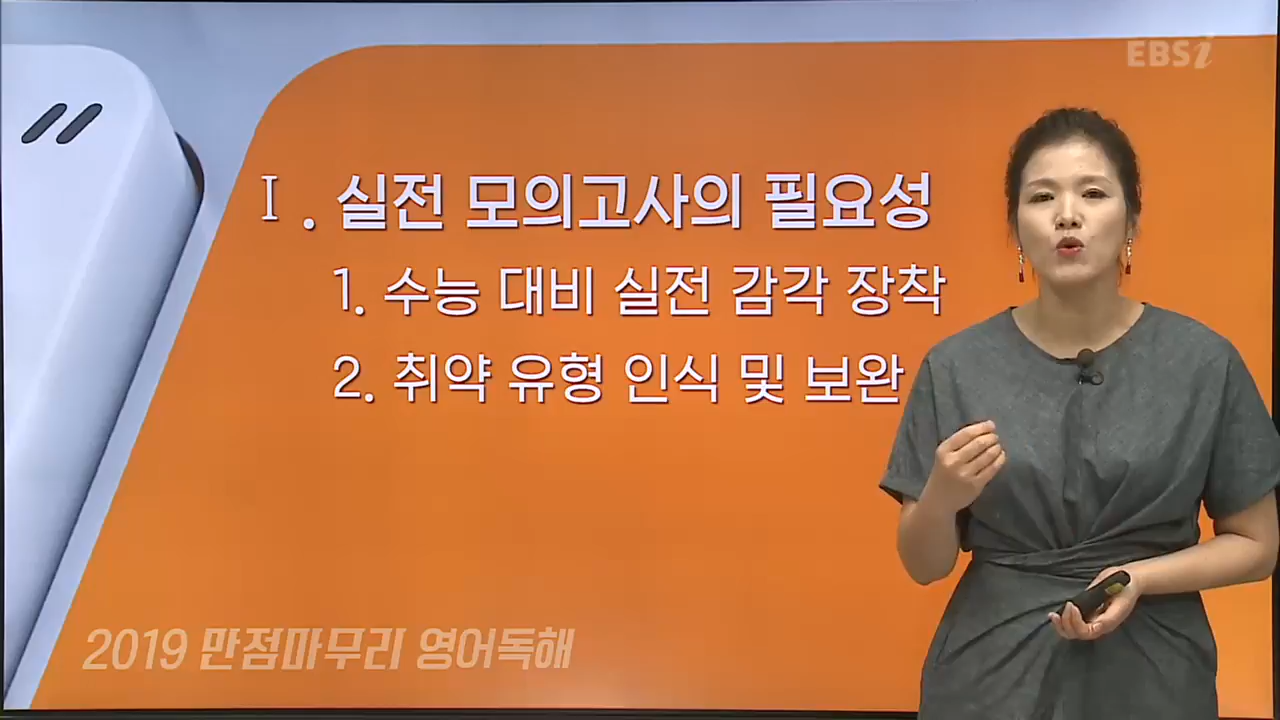 EBSi
Ⅰ. 실전 모의고사의 필요성
1. 수능 대비 실전 감각 장착
2. 취약 유형 인식 및 보완
2019 만점마무리 영어독해